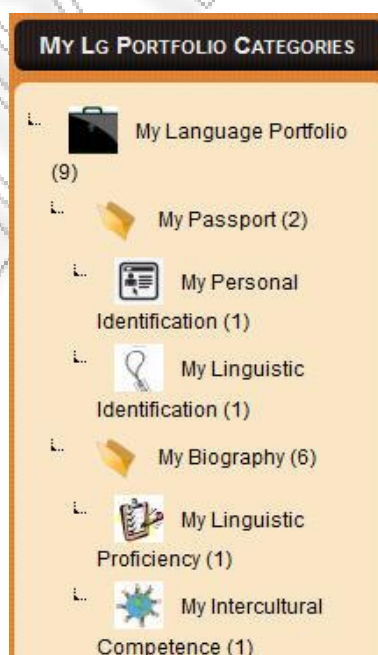 My Lg Portfolio Categories
My Language Portfolio
(9)
My Passport (2)
My Personal
Identification (1)
My Linguistic
Identification (1)
My Biography (6)
My Linguistic
Proficiency (1)
My Intercultural
Competence (1)